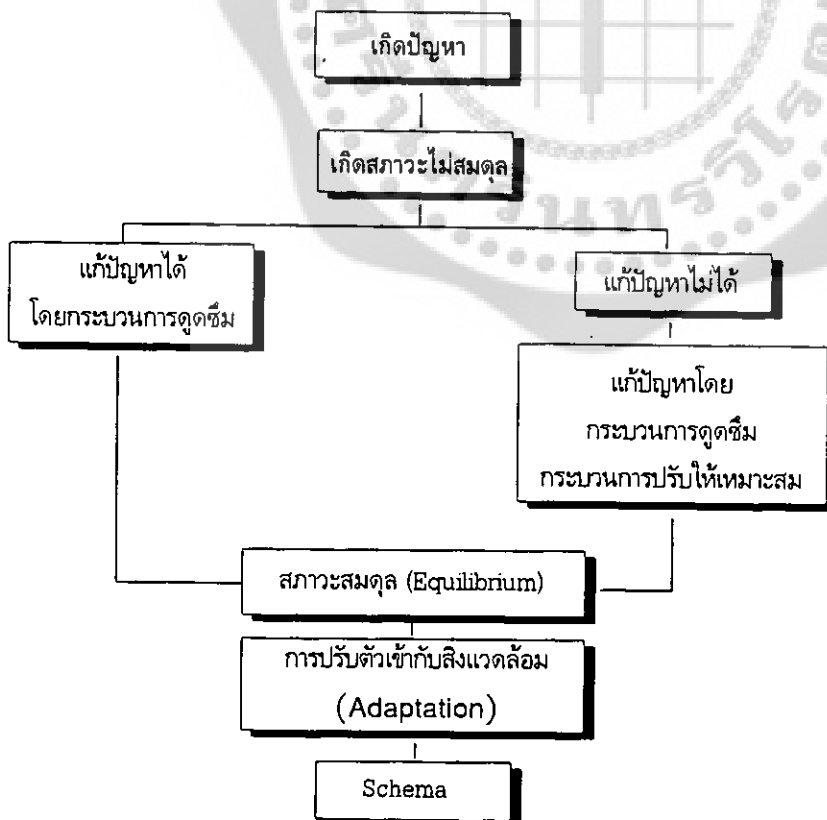 เกิดปัญหา
เกิดสภาวะไม่สมดุล
แก้ปัญหาได้
โดยกระบวนการดูดซึม
แก้ปัญหาไม่ได้
แก้ปัญหาโดย
กระบวนการดูดซึม
กระบวนการปรับให้เหมาะสม
สภาวะสมดุล (Equilibrium)
การปรับตัวเข้ากับสิ่งแวดล้อม
(Adaptation)
Schema